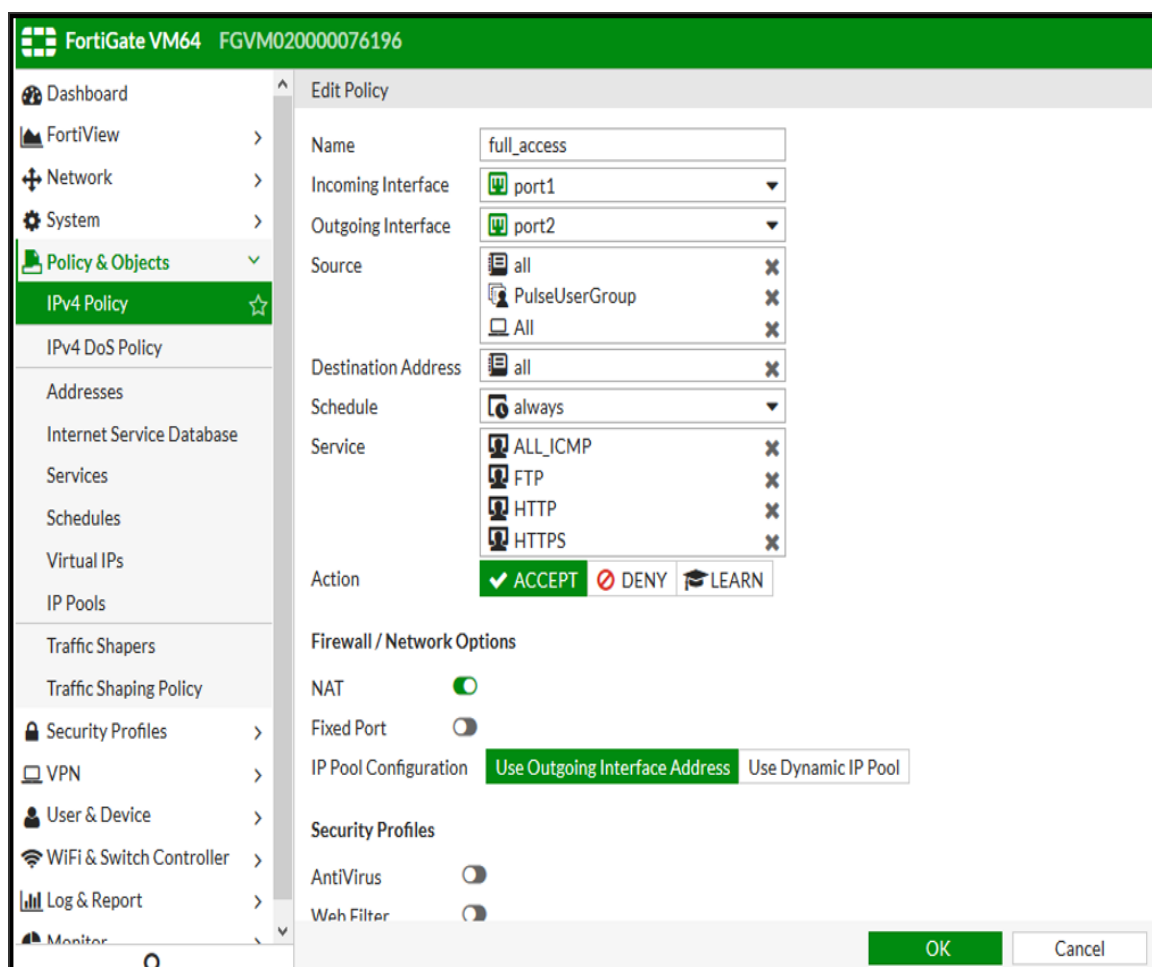 FortiGate VM64 FGVM020000076196
Dashboard
FortiView
Network
System
Policy & Objects
IPv4 Policy
IPv4 DoS Policy
Addresses
Internet Service Database
Services
Schedules
Virtual IPs
IP Pools
Traffic Shapers
Traffic Shaping Policy
Security Profiles
VPN
User & Device
WiFi & Switch Controller
Log & Report
Monitor
Edit Policy
Name full_access
Incoming Interface port1
Outgoing Interface port2
Source all
PulseUserGroup
All
Destination Address all
Schedule always
Service ALL_ICMP
FTP
HTTP
HTTPS
Action ACCEPT DENY LEARN
Firewall / Network Options
NAT
Fixed Port
IP Pool Configuration Use Outgoing Interface Address Use Dynamic IP Pool
Security Profiles
AntiVirus
Web Filter
OK Cancel